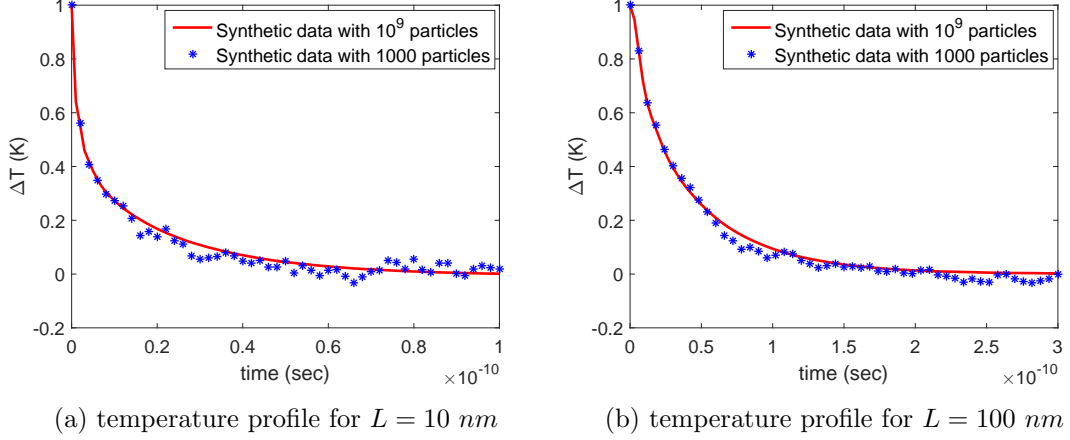 Synthetic data with 10⁹ particles
Synthetic data with 1000 particles
1
0.8
0.6
0.4
0.2
0
-0.2
ΔT (K)
0
0.2
0.4
0.6
0.8
1
time (sec)
×10⁻¹⁰
(a) temperature profile for L = 10 nm
Synthetic data with 10⁹ particles
Synthetic data with 1000 particles
1
0.8
0.6
0.4
0.2
0
-0.2
ΔT (K)
0
0.5
1
1.5
2
2.5
3
time (sec)
×10⁻¹⁰
(b) temperature profile for L = 100 nm